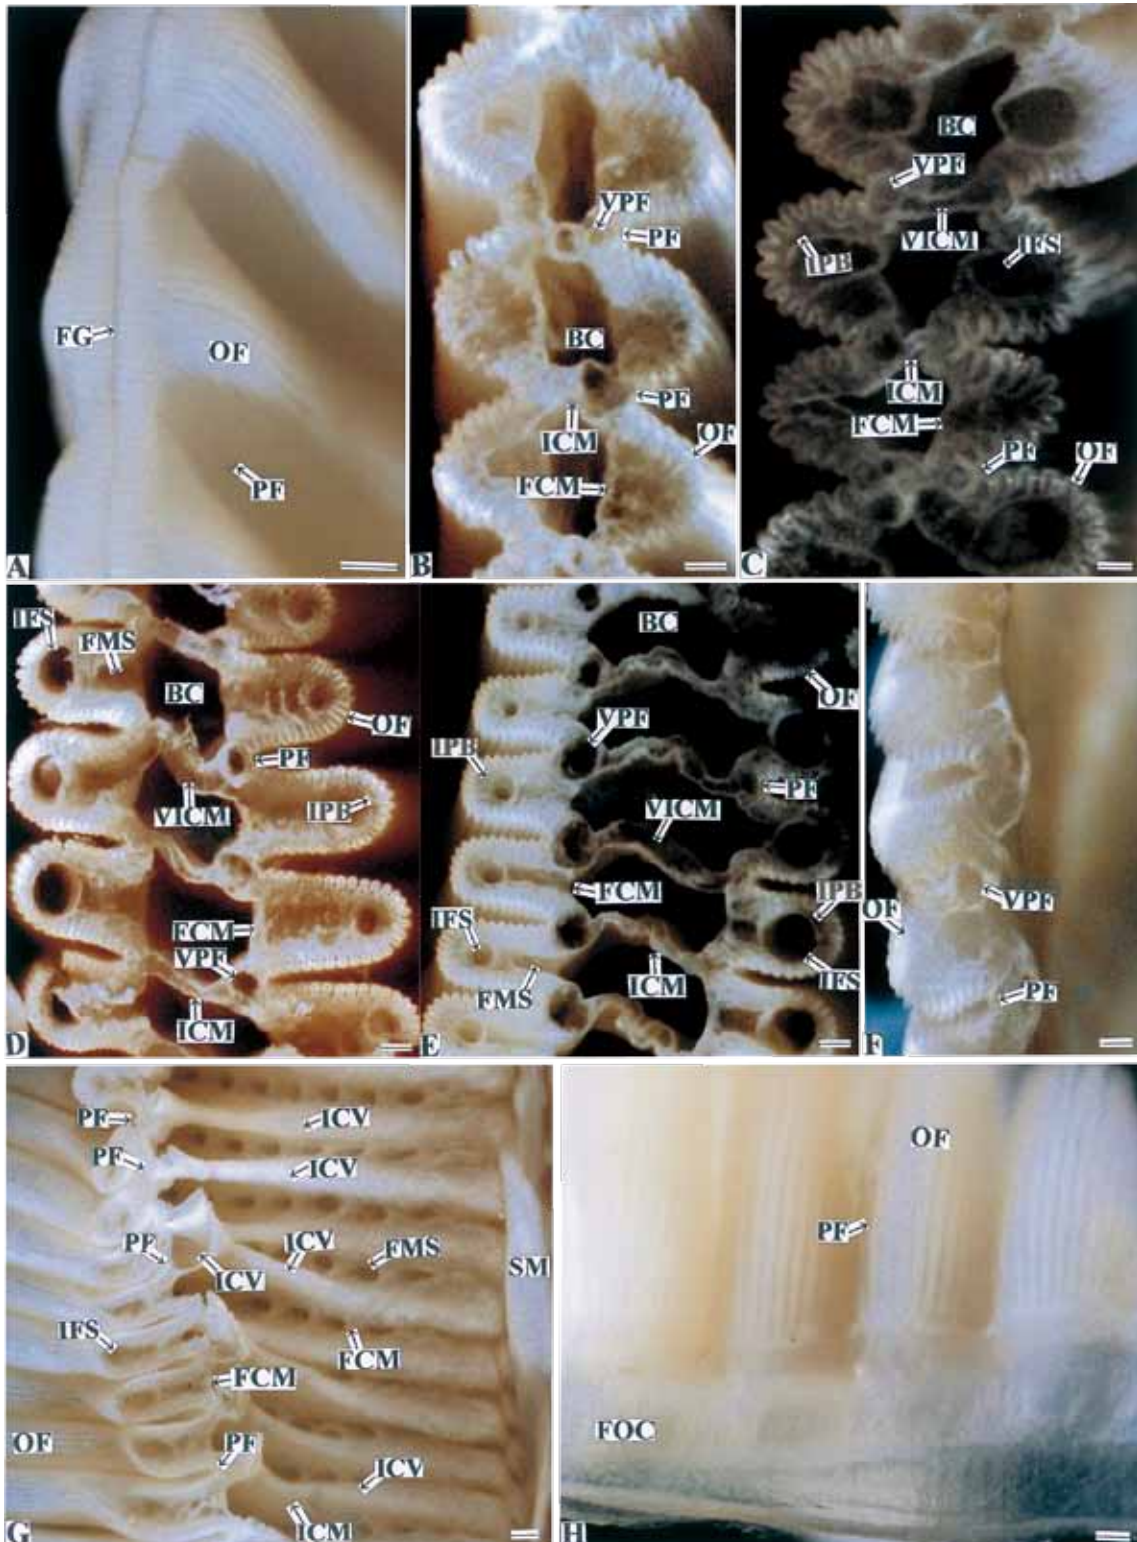 FG
OF
PF
A
VPF
PF
BC
PF
ICM
OF
FCM
B
BC
VPF
VICM
IFS
IPB
ICM
FCM
PF
OF
C
IFS
FMS
BC
OF
PF
VICM
IPB
FCM
VPF
ICM
D
BC
OF
VPF
IPB
PF
VICM
FCM
IPB
IFS
ICM
IFS
FMS
E
VPF
OF
PF
F
PF
ICV
PF
ICV
PF
ICV
ICV
FMS
SM
IFS
FCM
FCM
OF
PF
ICV
ICM
G
OF
PF
FOC
H